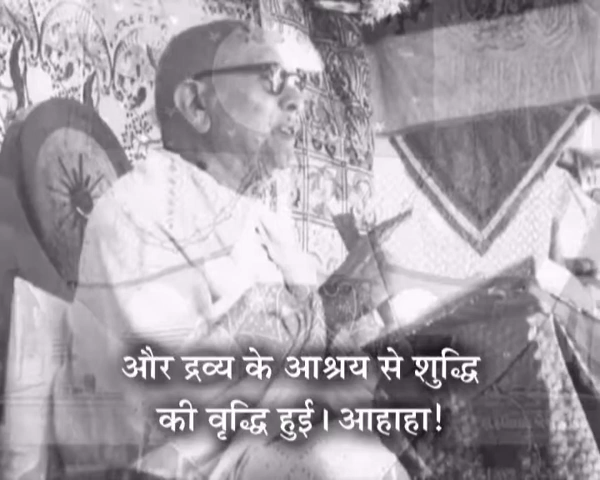 और द्रव्य के आश्रय से शुद्धि
की वृद्धि हुई। आहाहा!